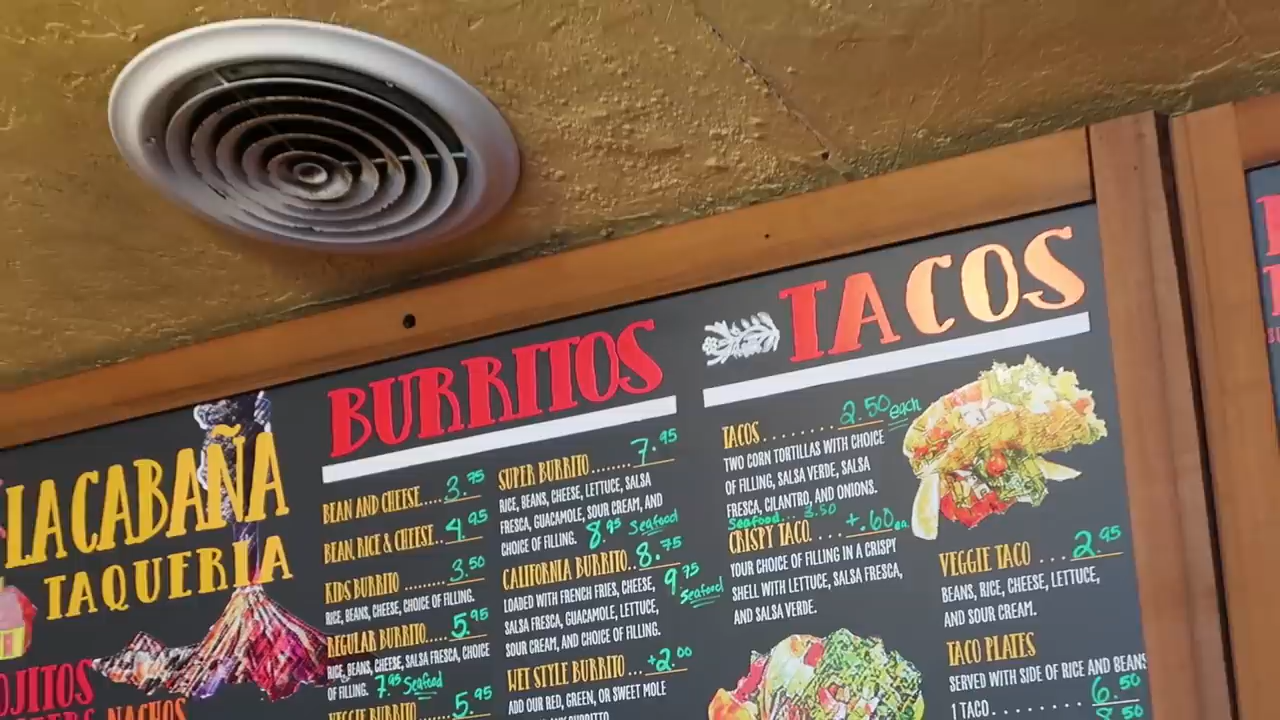 LA CABAÑA
TAQUERIA
NACHOS
BURRITOS
BEAN AND CHEESE.... 3.75
BEAN, RICE & CHEESE.. 4.95
KIDS BURRITO ........ 3.50
RICE, BEANS, CHEESE, CHOICE OF FILLING.
REGULAR BURRITO..... 5.95
RICE, BEANS, CHEESE, SALSA FRESCA, CHOICE
OF FILLING. 7.95 Seafood
VEGGIE BURRITO 5.95
SUPER BURRITO........ 7.95
RICE, BEANS, CHEESE, LETTUCE, SALSA
FRESCA, GUACAMOLE, SOUR CREAM, AND
CHOICE OF FILLING. 8.95 Seafood
CALIFORNIA BURRITO.. 8.75
LOADED WITH FRENCH FRIES, CHEESE, 9.75
SALSA FRESCA, GUACAMOLE, LETTUCE, Seafood
SOUR CREAM, AND CHOICE OF FILLING.
WET STYLE BURRITO ... +2.00
ADD OUR RED, GREEN, OR SWEET MOLE
TACOS
TACOS ........ 2.50 each
TWO CORN TORTILLAS WITH CHOICE
OF FILLING, SALSA VERDE, SALSA
FRESCA, CILANTRO, AND ONIONS.
Seafood... 3.50
CRISPY TACO. .... +.60 ea.
YOUR CHOICE OF FILLING IN A CRISPY
SHELL WITH LETTUCE, SALSA FRESCA,
AND SALSA VERDE.
VEGGIE TACO .... 2.95
BEANS, RICE, CHEESE, LETTUCE,
AND SOUR CREAM.
TACO PLATES
SERVED WITH SIDE OF RICE AND BEANS
1 TACO. ........ 6.50
8.50